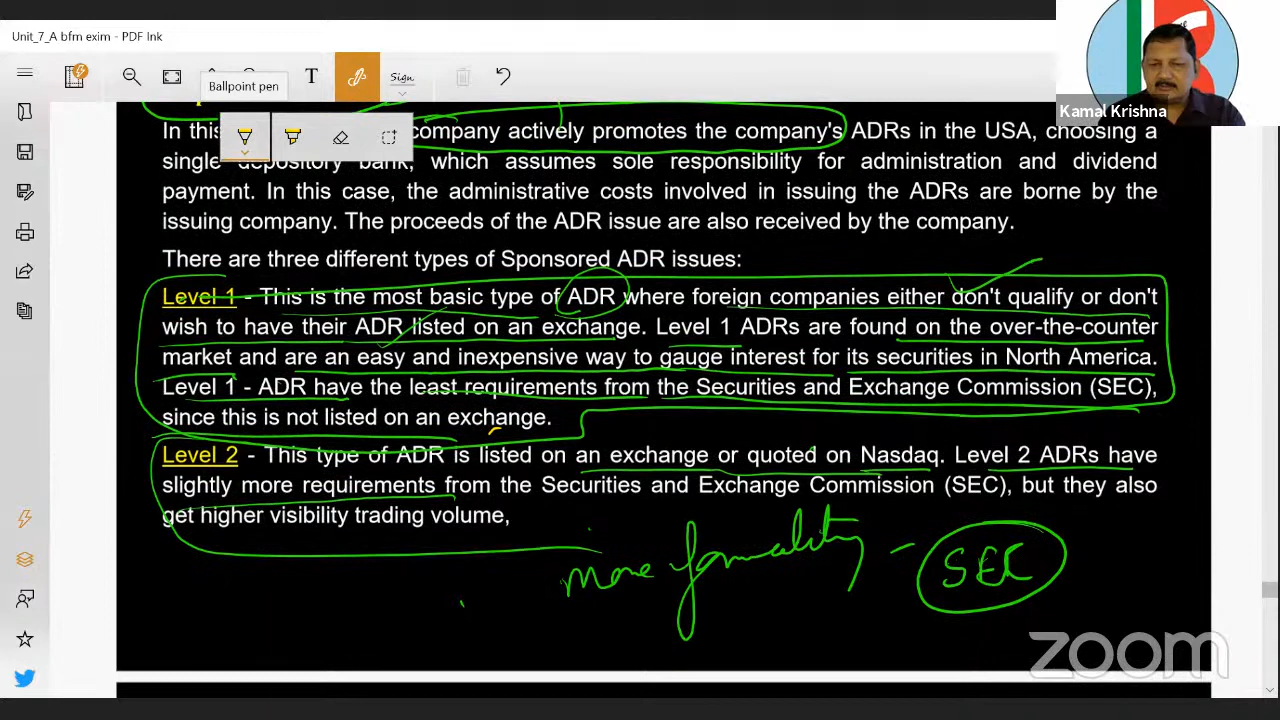 Unit_7_A bfm exim - PDF Ink
T
Sign
Ballpoint pen
Kamal Krishna
In this company actively promotes the company's ADRs in the USA, choosing a
single depository bank, which assumes sole responsibility for administration and dividend
payment. In this case, the administrative costs involved in issuing the ADRs are borne by the
issuing company. The proceeds of the ADR issue are also received by the company.
There are three different types of Sponsored ADR issues:
Level 1 - This is the most basic type of ADR where foreign companies either don't qualify or don't
wish to have their ADR listed on an exchange. Level 1 ADRs are found on the over-the-counter
market and are an easy and inexpensive way to gauge interest for its securities in North America.
Level 1 - ADR have the least requirements from the Securities and Exchange Commission (SEC),
since this is not listed on an exchange.
Level 2 - This type of ADR is listed on an exchange or quoted on Nasdaq. Level 2 ADRs have
slightly more requirements from the Securities and Exchange Commission (SEC), but they also
get higher visibility trading volume,
more formality - SEC
zoom